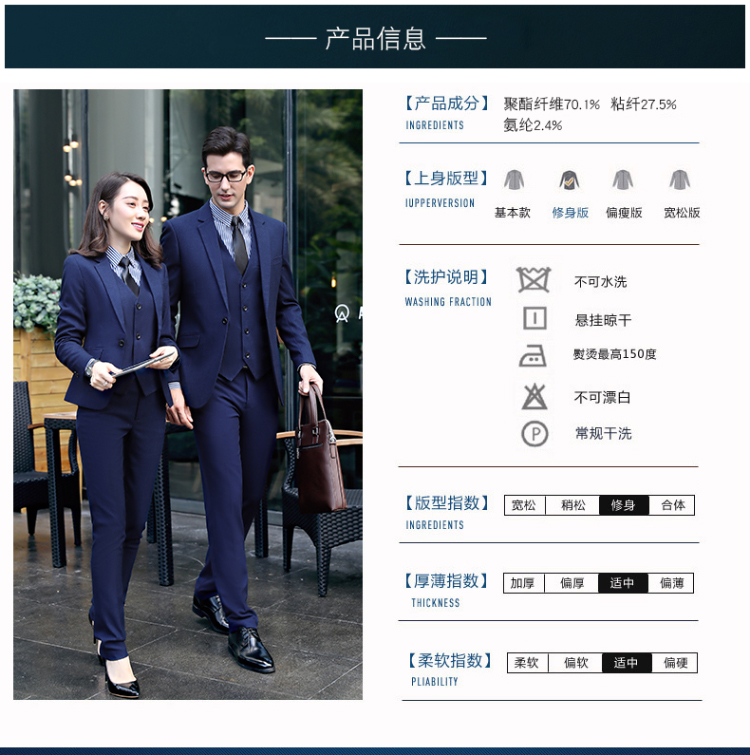 产品信息
【产品成分】 聚酯纤维70.1% 粘纤27.5%
INGREDIENTS 氨纶2.4%
【上身版型】
IUPPERVERSION
基本款 修身版 偏瘦版 宽松版
【洗护说明】 不可水洗
WASHING FRACTION
悬挂晾干
熨烫最高150度
不可漂白
P 常规干洗
【版型指数】 宽松 稍松 修身 合体
INGREDIENTS
【厚薄指数】 加厚 偏厚 适中 偏薄
THICKNESS
【柔软指数】 柔软 偏软 适中 偏硬
PLIABILITY